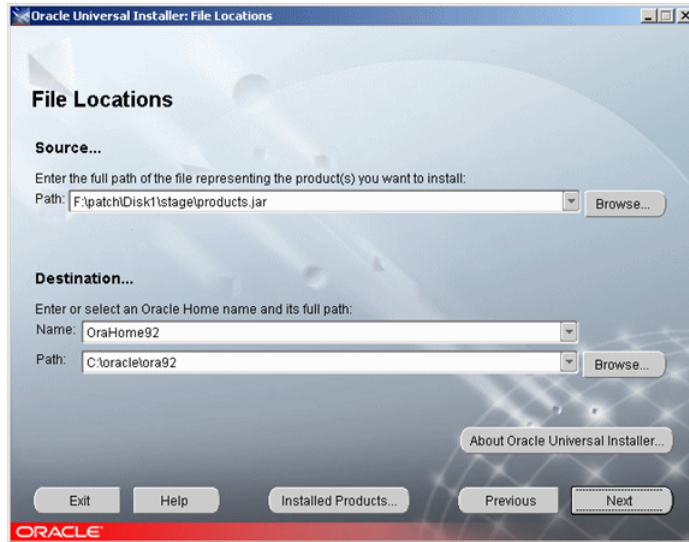 Oracle Universal Installer: File Locations
File Locations
Source...
Enter the full path of the file representing the product(s) you want to install:
Path: F:\patch\Disk1\stage\products.jar Browse...
Destination...
Enter or select an Oracle Home name and its full path:
Name: OraHome92
Path: C:\oracle\ora92 Browse...
About Oracle Universal Installer...
Exit Help Installed Products... Previous Next
ORACLE